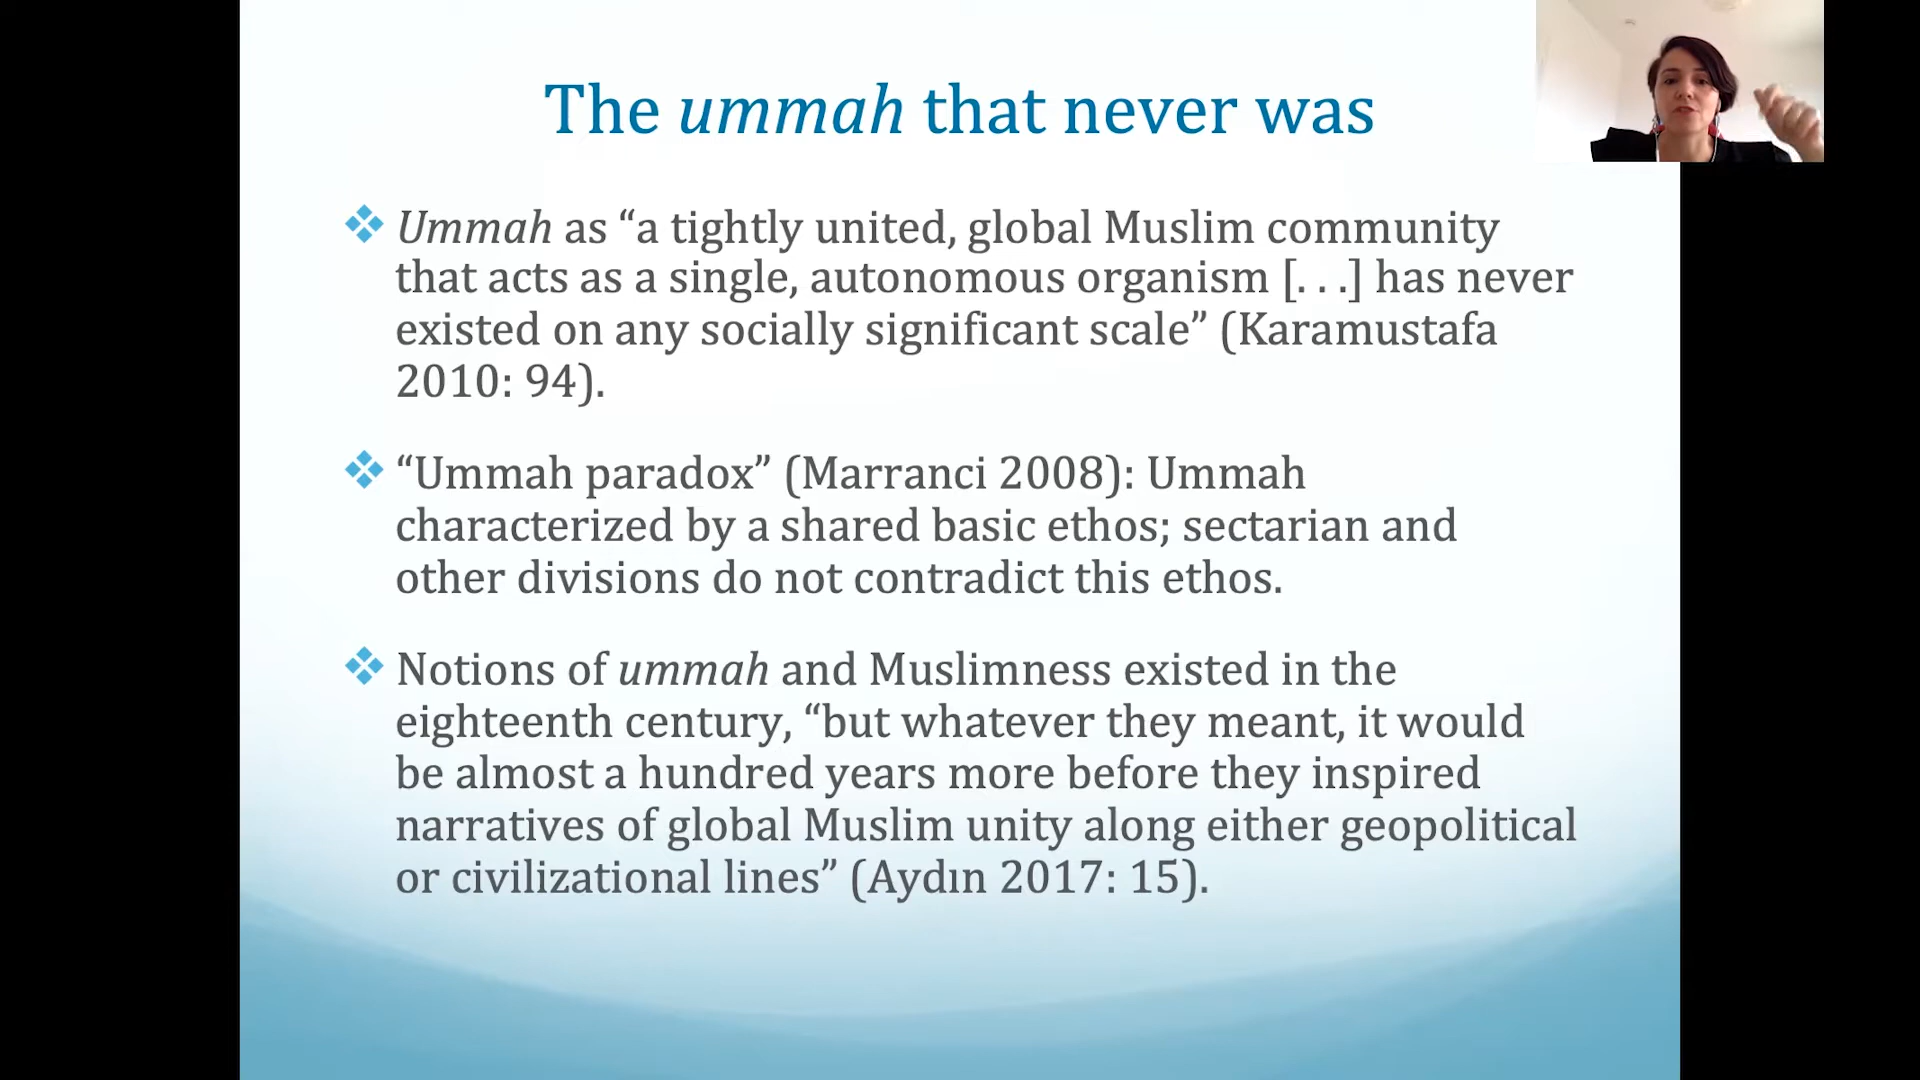 The ummah that never was
Ummah as “a tightly united, global Muslim community
that acts as a single, autonomous organism [. . .] has never
existed on any socially significant scale” (Karamustafa
2010: 94).
“Ummah paradox” (Marranci 2008): Ummah
characterized by a shared basic ethos; sectarian and
other divisions do not contradict this ethos.
Notions of ummah and Muslimness existed in the
eighteenth century, “but whatever they meant, it would
be almost a hundred years more before they inspired
narratives of global Muslim unity along either geopolitical
or civilizational lines” (Aydın 2017: 15).